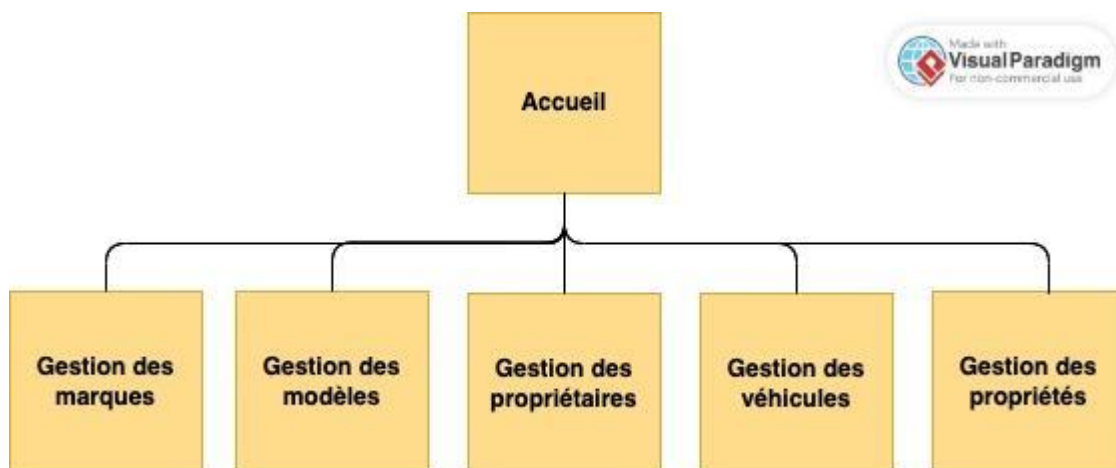 Made with
Visual Paradigm
For non-commercial use
Accueil
Gestion des
marques
Gestion des
modèles
Gestion des
propriétaires
Gestion des
véhicules
Gestion des
propriétés